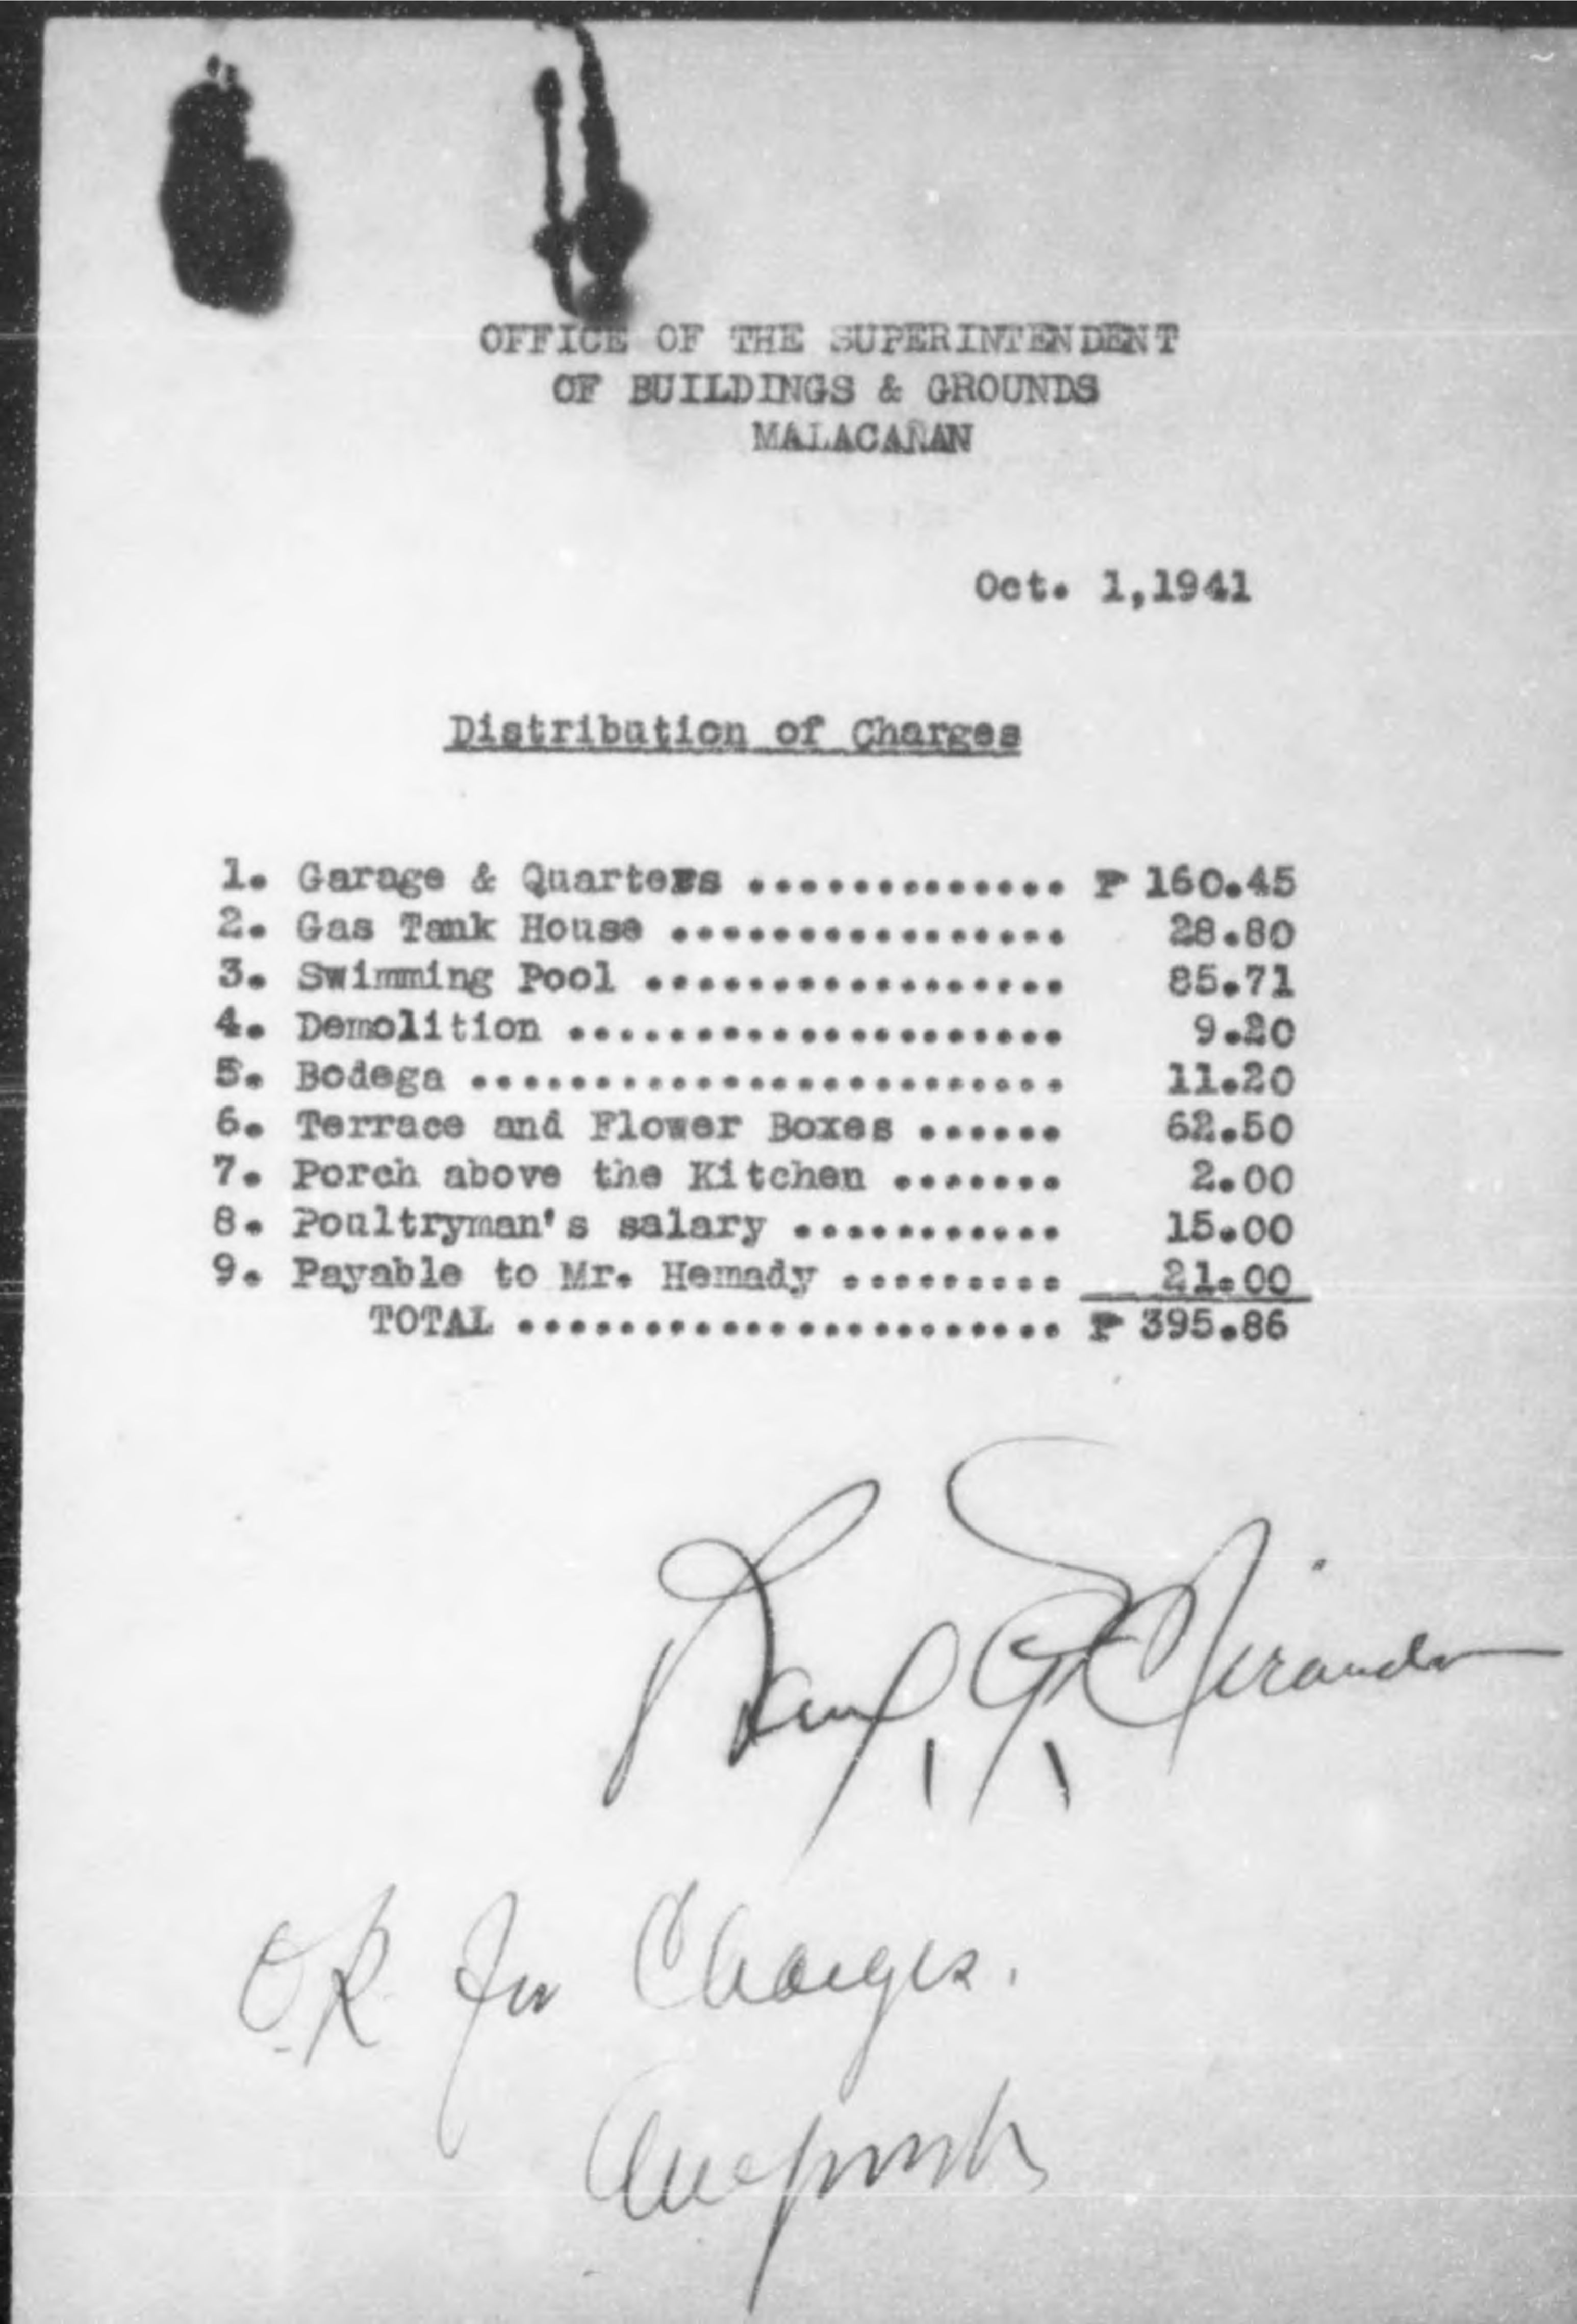 OFFICE OF THE SUPERINTENDENT
OF BUILDINGS & GROUNDS
MALACAÑAN
Oct. 1,1941
Distribution of Charges
1. Garage & Quarters ............. ₱ 160.45
2. Gas Tank House ................ 28.80
3. Swimming Pool ................. 85.71
4. Demolition .................... 9.20
5. Bodega ........................ 11.20
6. Terrace and Flower Boxes ...... 62.50
7. Porch above the Kitchen ....... 2.00
8. Poultryman's salary ........... 15.00
9. Payable to Mr. Hemady ......... 21.00
TOTAL ...................... ₱ 395.86
Miranda
O.K. for Charges.